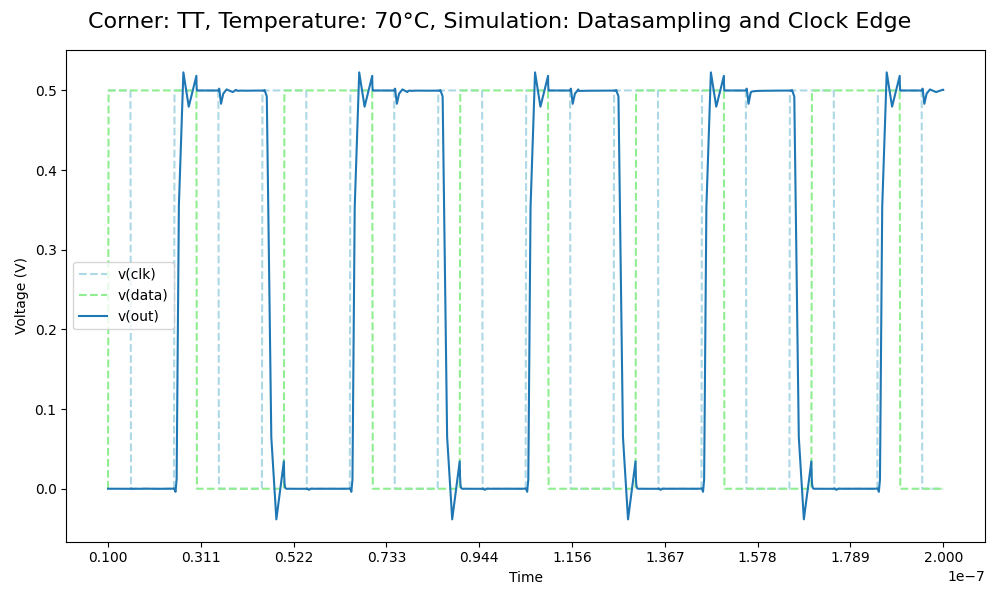 Corner: TT, Temperature: 70°C, Simulation: Datasampling and Clock Edge
Voltage (V)
0.5
0.4
0.3
0.2
0.1
0.0
v(clk)
v(data)
v(out)
0.100 0.311 0.522 0.733 0.944 1.156 1.367 1.578 1.789 2.000
Time
1e−7